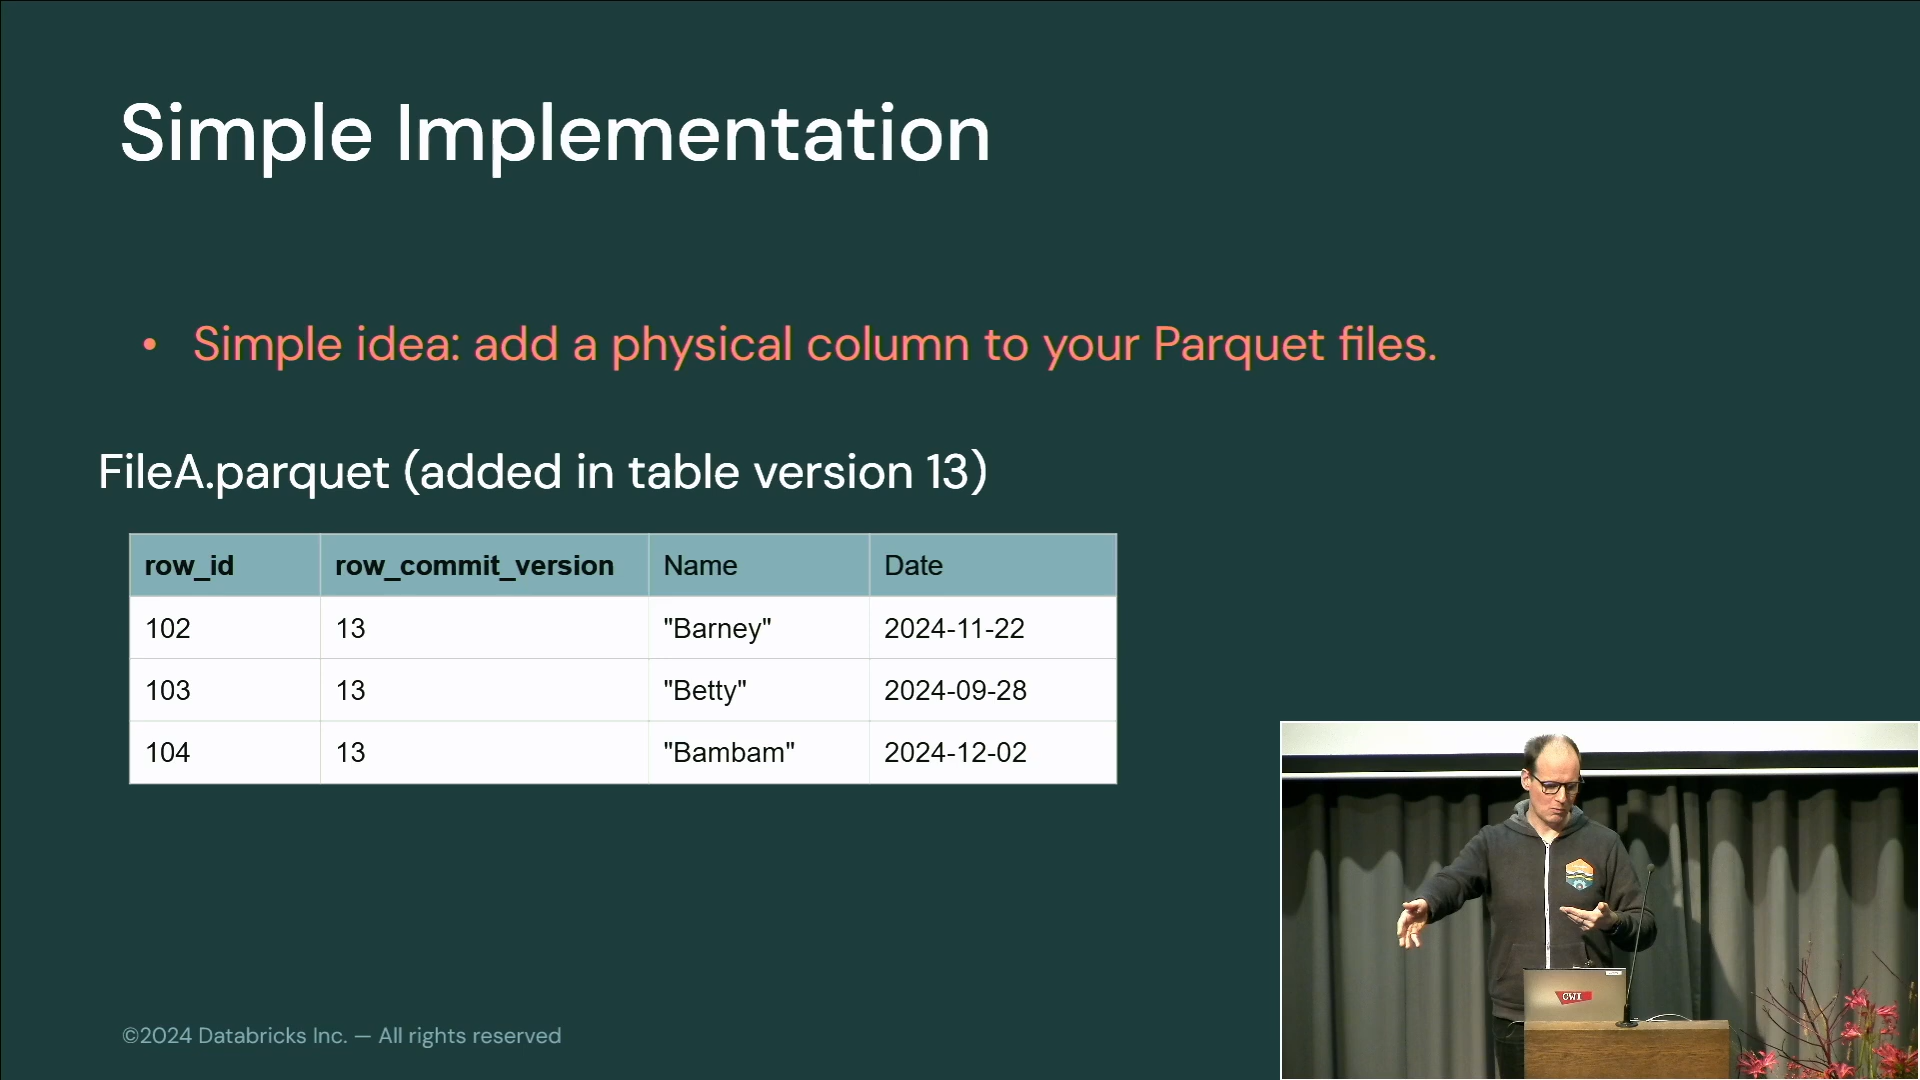 Simple Implementation
• Simple idea: add a physical column to your Parquet files.
FileA.parquet (added in table version 13)
row_id row_commit_version Name Date
102 13 "Barney" 2024-11-22
103 13 "Betty" 2024-09-28
104 13 "Bambam" 2024-12-02
CWI
©2024 Databricks Inc. — All rights reserved